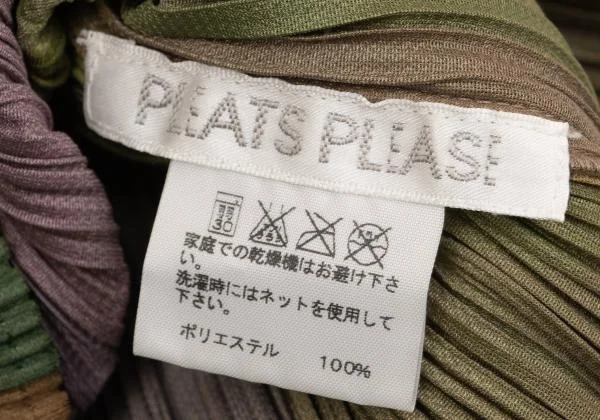 PLEATS PLEASE
弱
30
家庭での乾燥機はお避け下さ
い。
洗濯時にはネットを使用して
下さい。
ポリエステル 100%